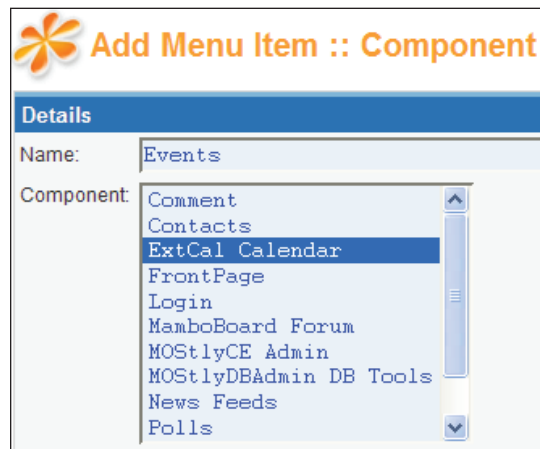 Add Menu Item :: Component
Details
Name: Events
Component: Comment
Contacts
ExtCal Calendar
FrontPage
Login
MamboBoard Forum
MOStlyCE Admin
MOStlyDBAdmin DB Tools
News Feeds
Polls